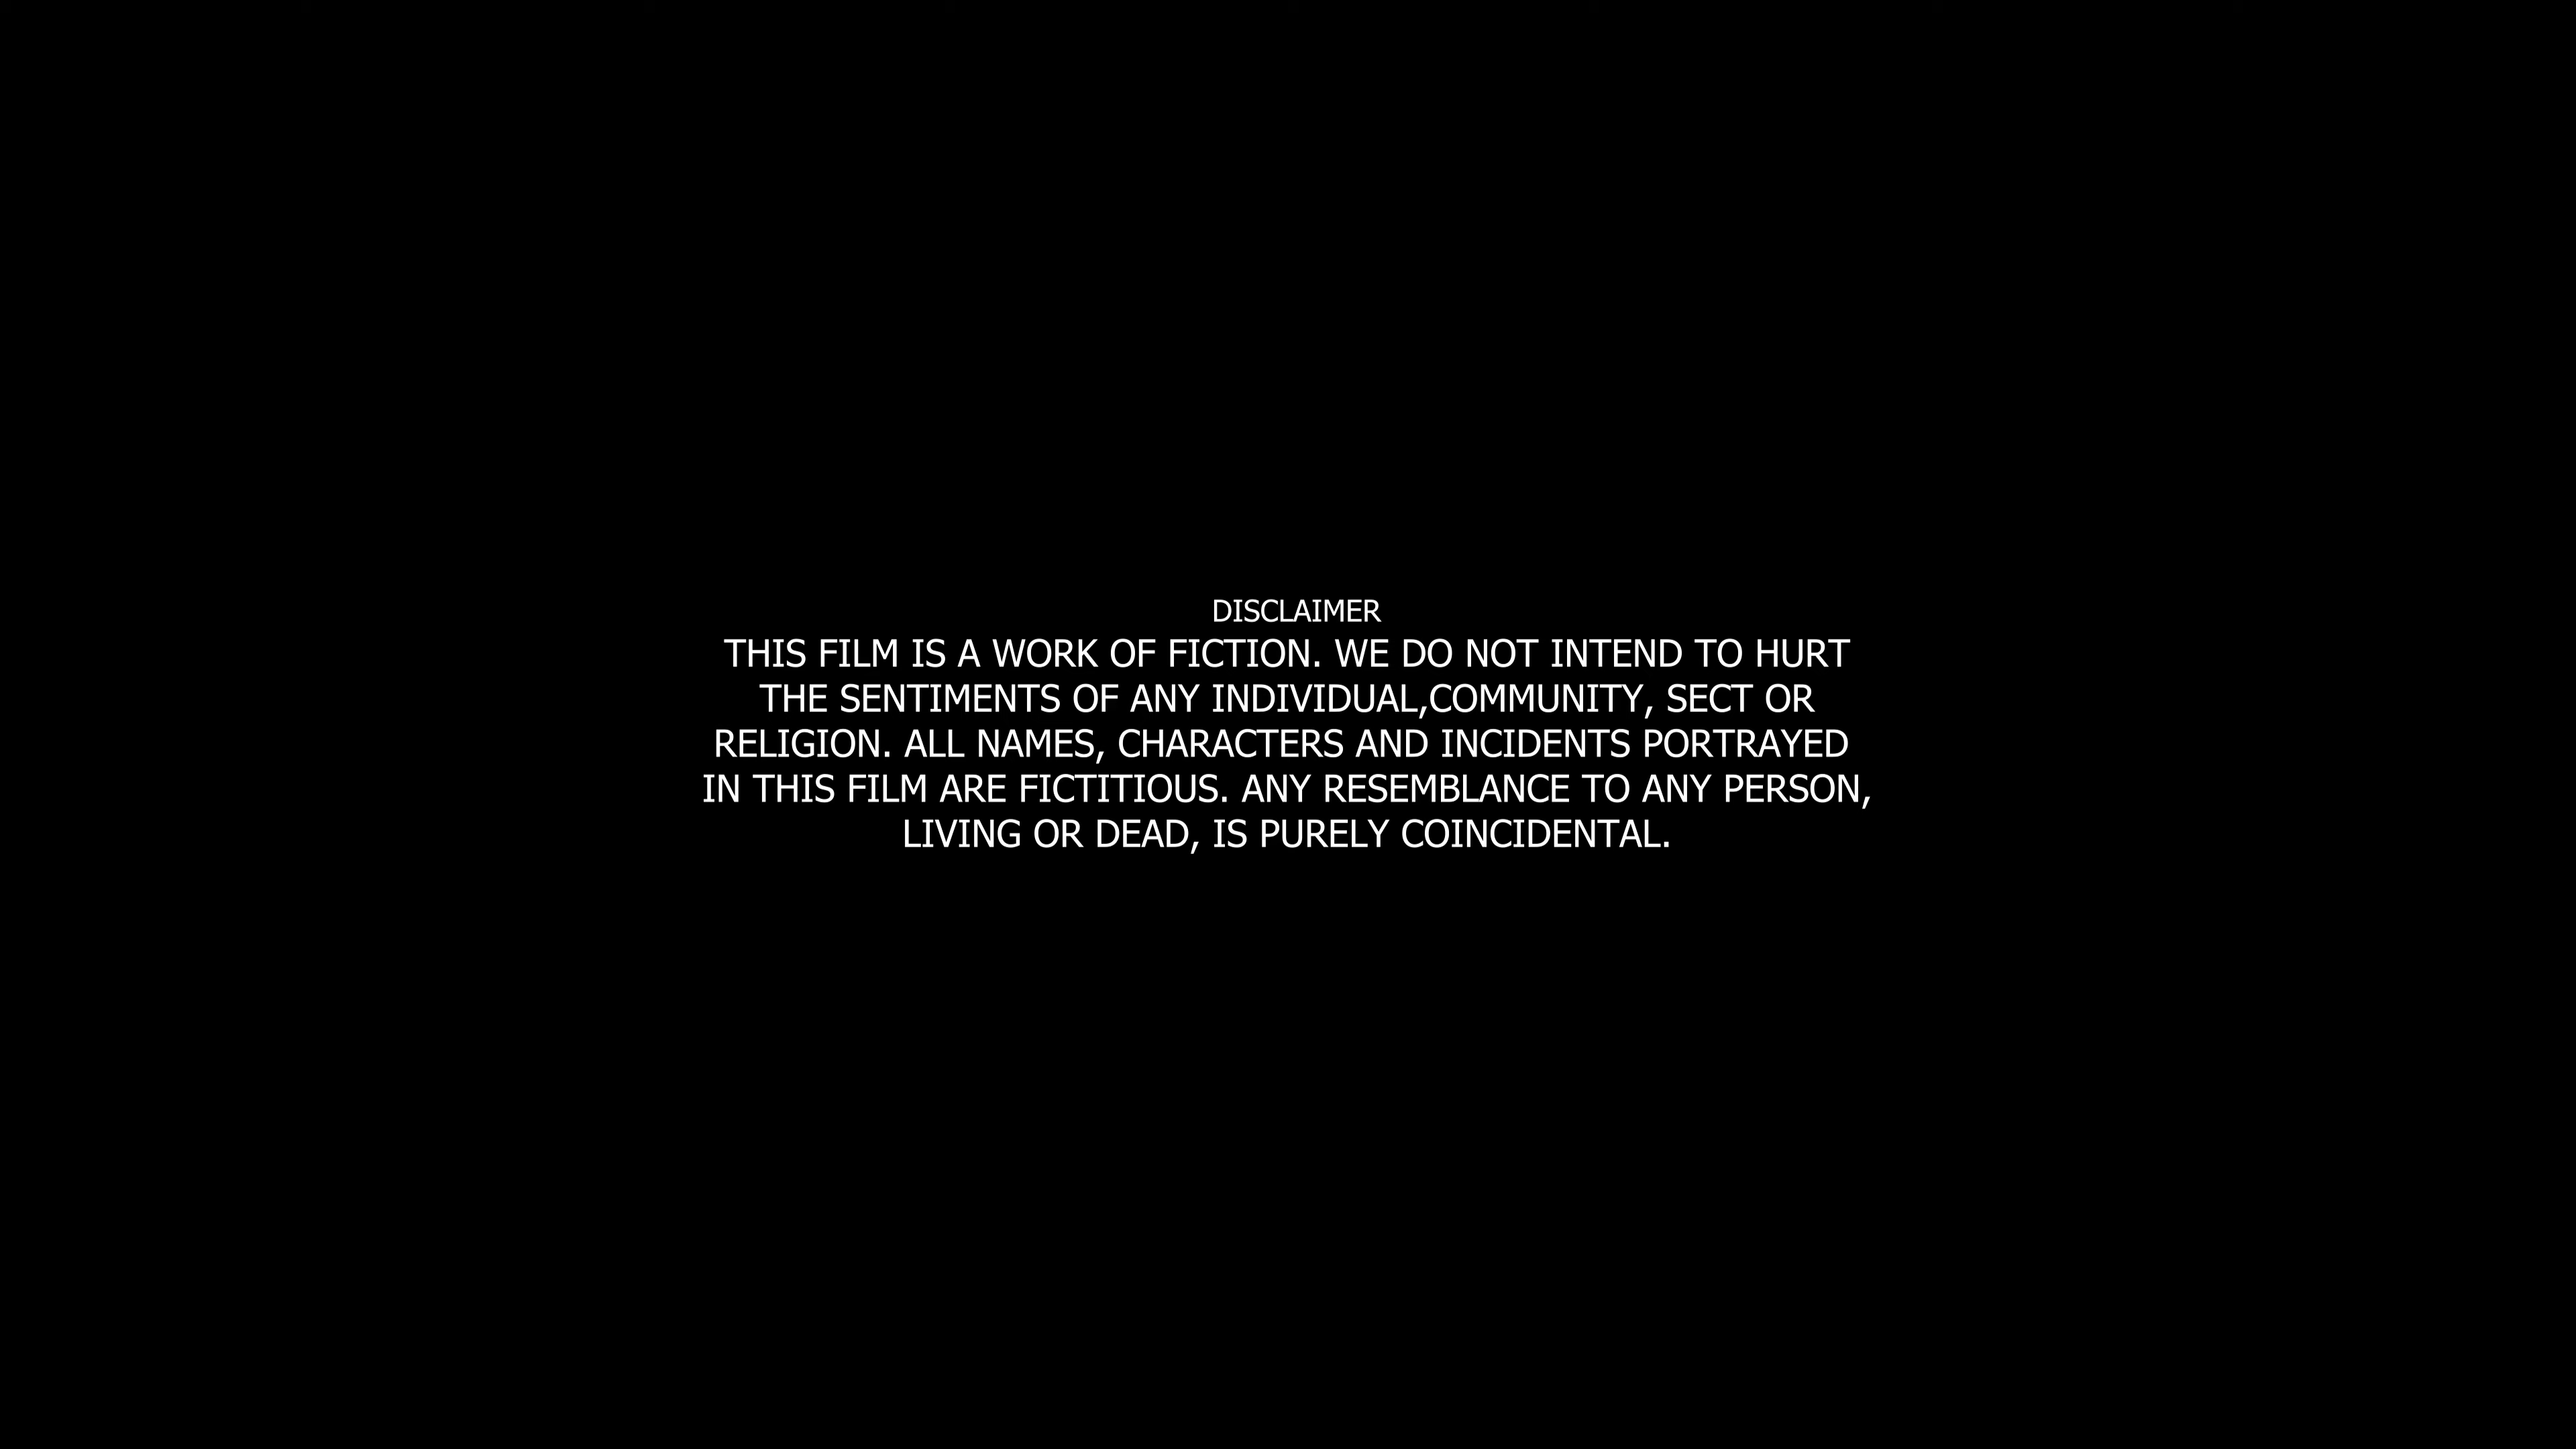 DISCLAIMER
THIS FILM IS A WORK OF FICTION. WE DO NOT INTEND TO HURT
THE SENTIMENTS OF ANY INDIVIDUAL,COMMUNITY, SECT OR
RELIGION. ALL NAMES, CHARACTERS AND INCIDENTS PORTRAYED
IN THIS FILM ARE FICTITIOUS. ANY RESEMBLANCE TO ANY PERSON,
LIVING OR DEAD, IS PURELY COINCIDENTAL.